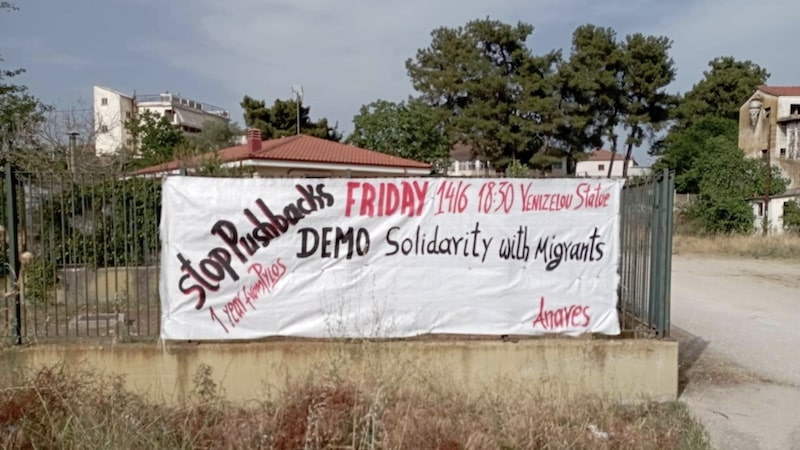 stop Pushbacks
1 year from Pylos
FRIDAY 14/6 18:30 VENIZELOU Statue
DEMO Solidarity with Migrants
Anaves